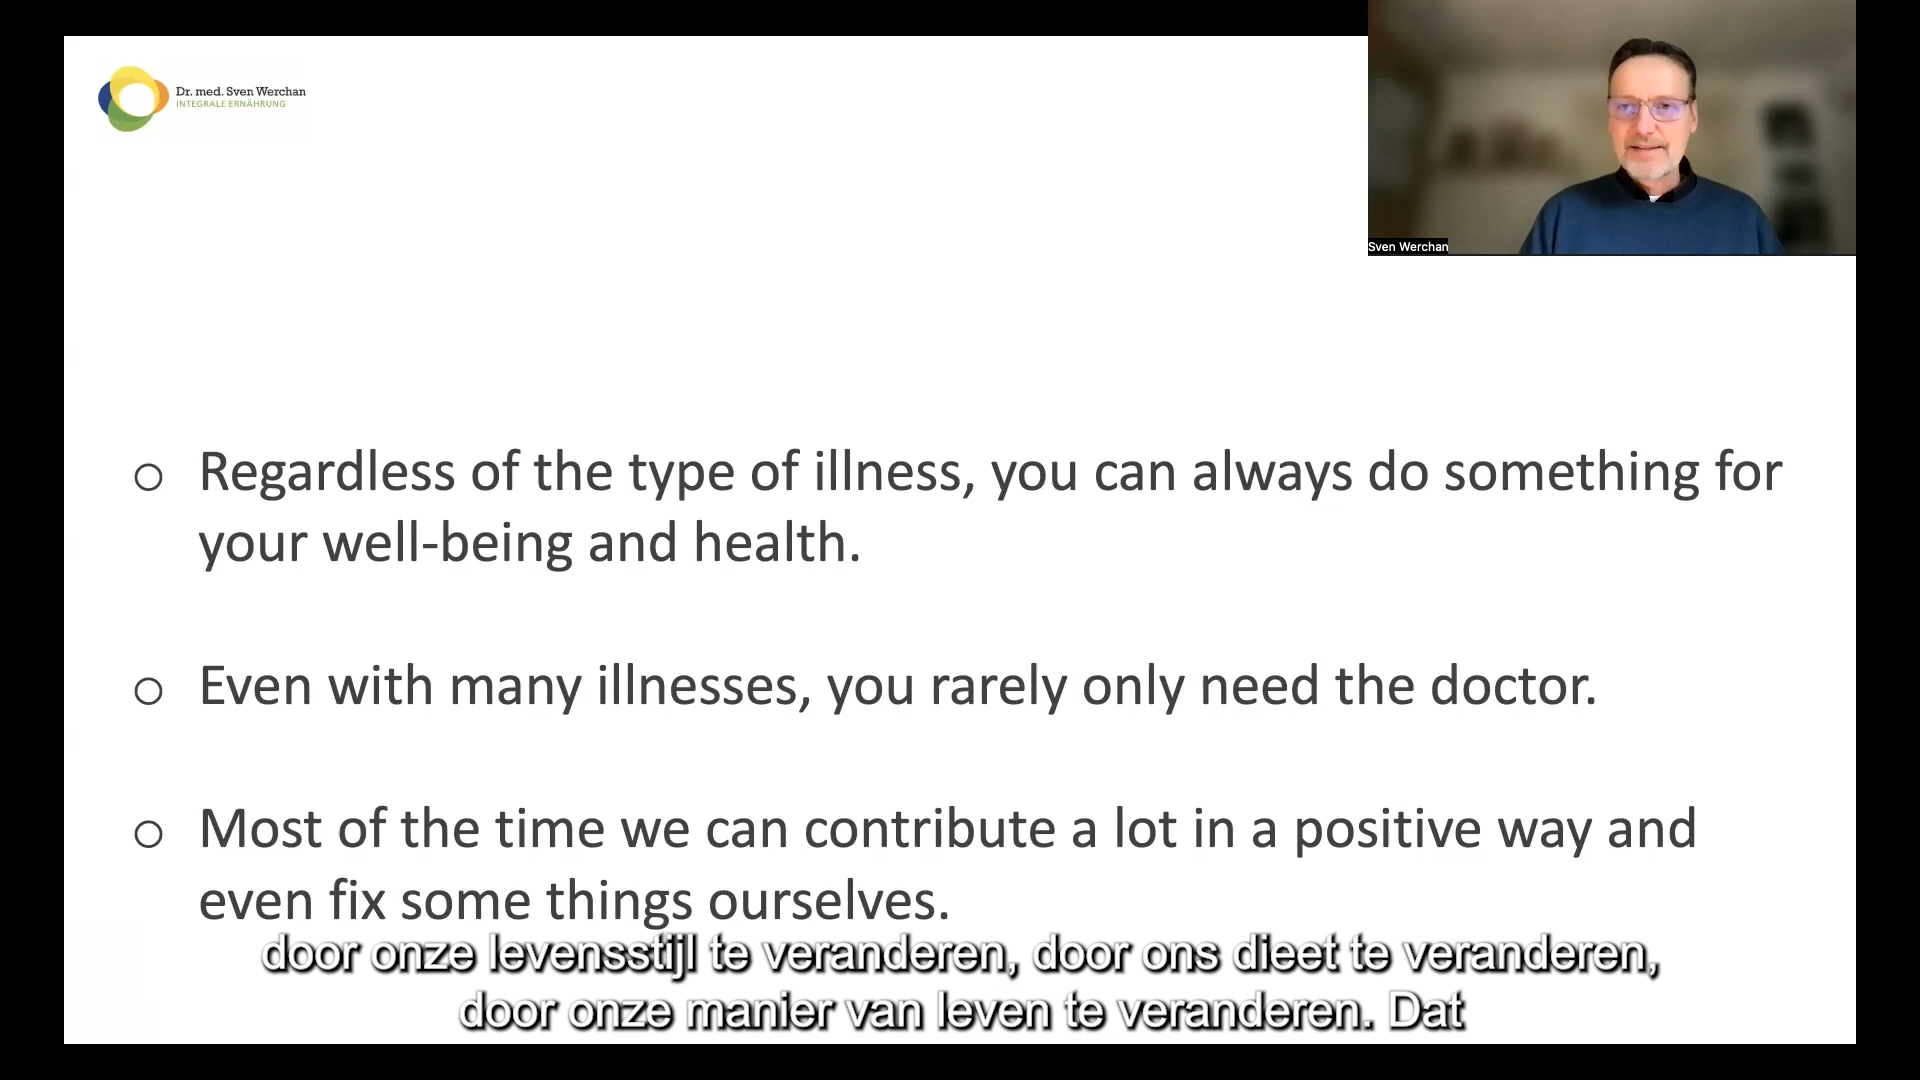 Dr. med. Sven Werchan
INTEGRALE ERNÄHRUNG
Sven Werchan
Regardless of the type of illness, you can always do something for
your well-being and health.
Even with many illnesses, you rarely only need the doctor.
Most of the time we can contribute a lot in a positive way and
even fix some things ourselves.
door onze levensstijl te veranderen, door ons dieet te veranderen,
door onze manier van leven te veranderen. Dat